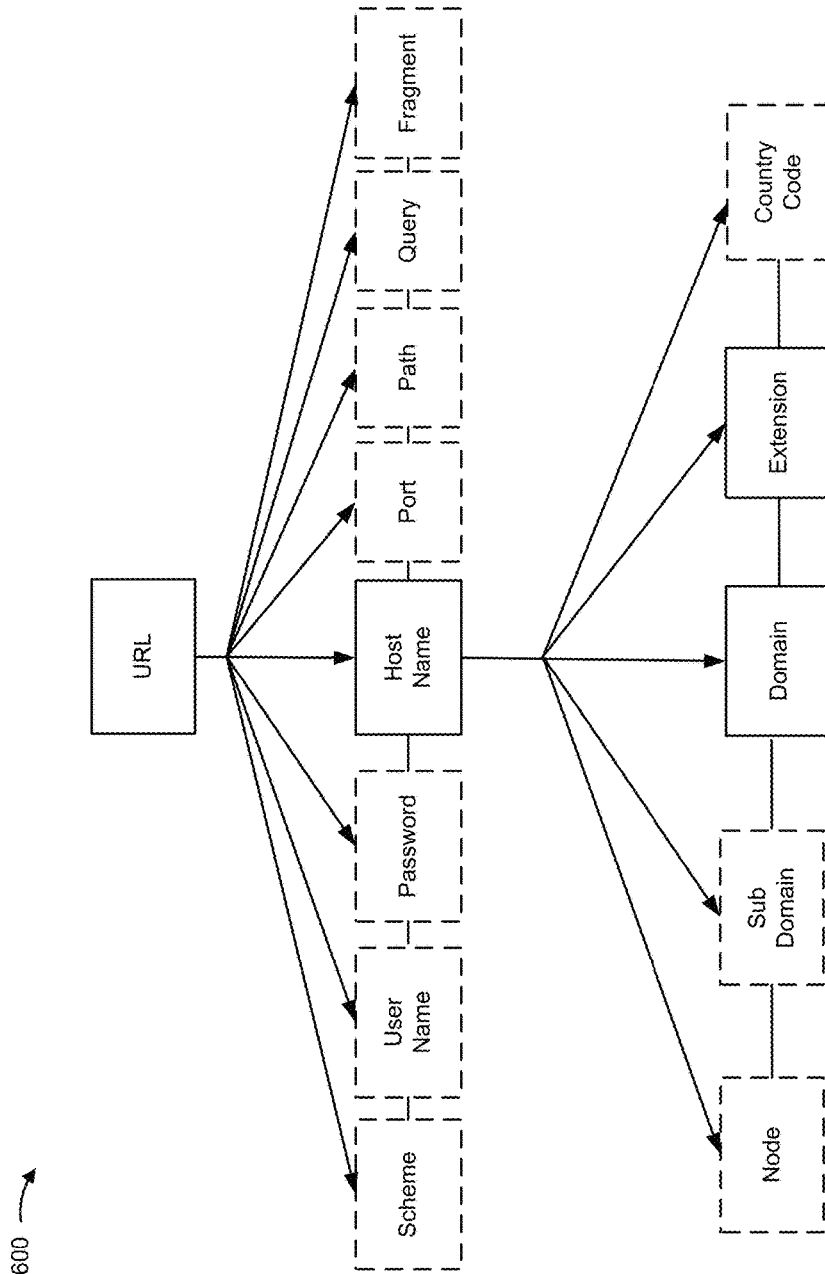 600
URL
Scheme
User
Name
Password
Host
Name
Port
Path
Query
Fragment
Node
Sub
Domain
Domain
Extension
Country
Code